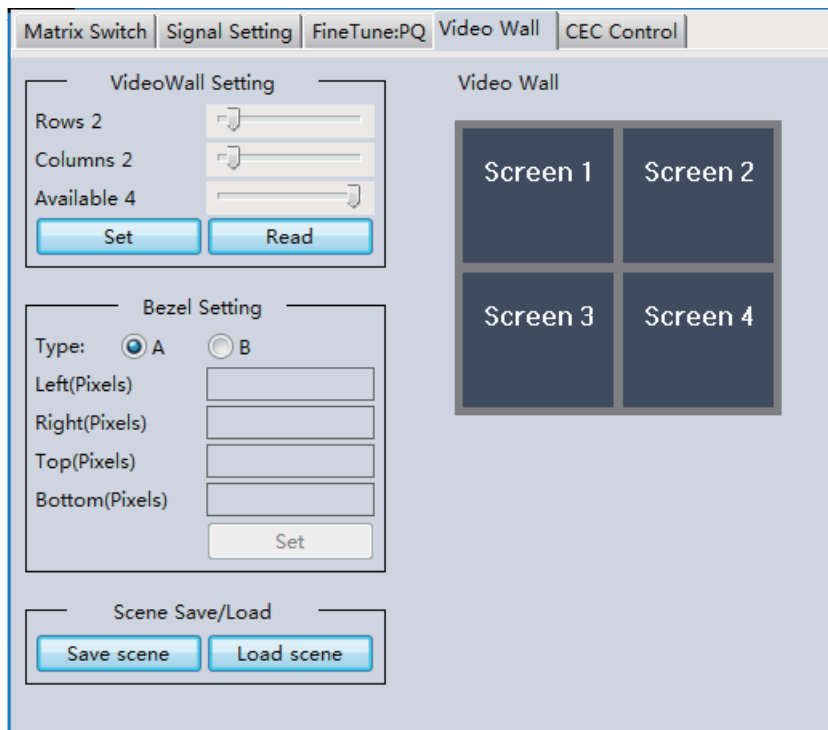 Matrix Switch Signal Setting FineTune:PQ Video Wall CEC Control
VideoWall Setting
Rows 2
Columns 2
Available 4
Set Read
Bezel Setting
Type: A B
Left(Pixels)
Right(Pixels)
Top(Pixels)
Bottom(Pixels)
Set
Scene Save/Load
Save scene Load scene
Video Wall
Screen 1 Screen 2
Screen 3 Screen 4